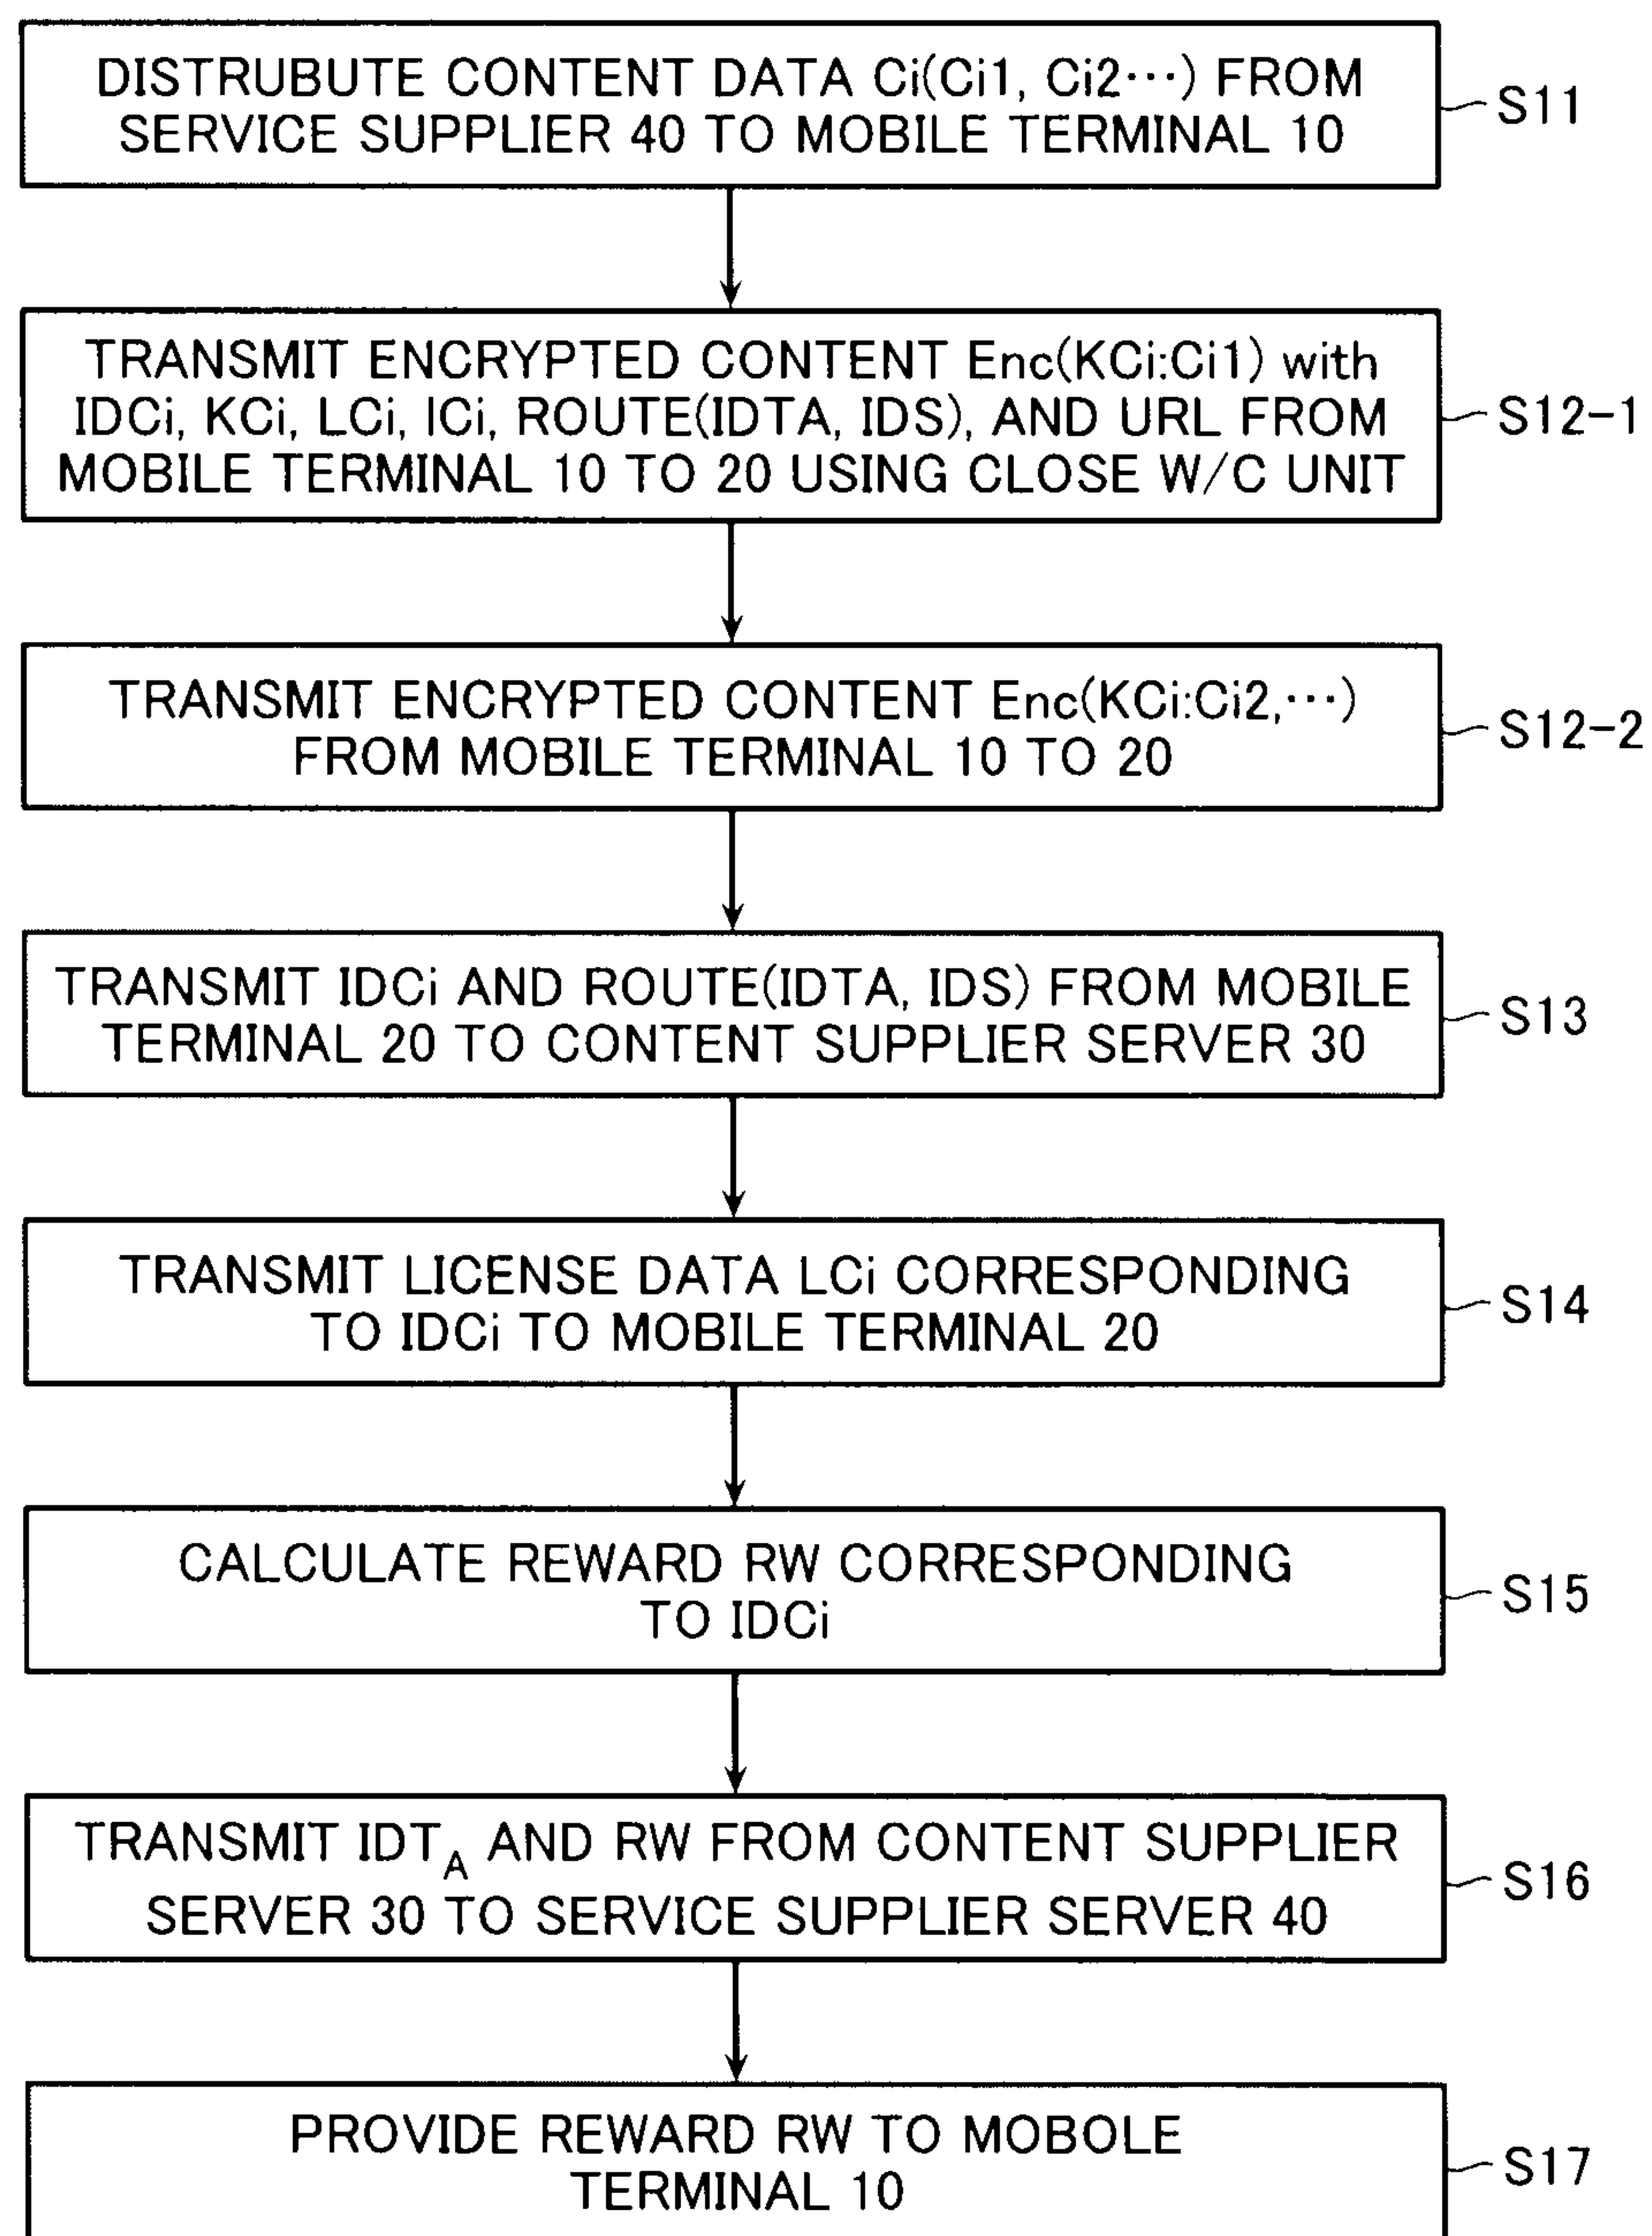 DISTRUBUTE CONTENT DATA Ci(Ci1, Ci2···) FROM
SERVICE SUPPLIER 40 TO MOBILE TERMINAL 10
S11
TRANSMIT ENCRYPTED CONTENT Enc(KCi:Ci1) with
IDCi, KCi, LCi, ICi, ROUTE(IDTA, IDS), AND URL FROM
MOBILE TERMINAL 10 TO 20 USING CLOSE W/C UNIT
S12-1
TRANSMIT ENCRYPTED CONTENT Enc(KCi:Ci2,···)
FROM MOBILE TERMINAL 10 TO 20
S12-2
TRANSMIT IDCi AND ROUTE(IDTA, IDS) FROM MOBILE
TERMINAL 20 TO CONTENT SUPPLIER SERVER 30
S13
TRANSMIT LICENSE DATA LCi CORRESPONDING
TO IDCi TO MOBILE TERMINAL 20
S14
CALCULATE REWARD RW CORRESPONDING
TO IDCi
S15
TRANSMIT IDT_A AND RW FROM CONTENT SUPPLIER
SERVER 30 TO SERVICE SUPPLIER SERVER 40
S16
PROVIDE REWARD RW TO MOBOLE
TERMINAL 10
S17